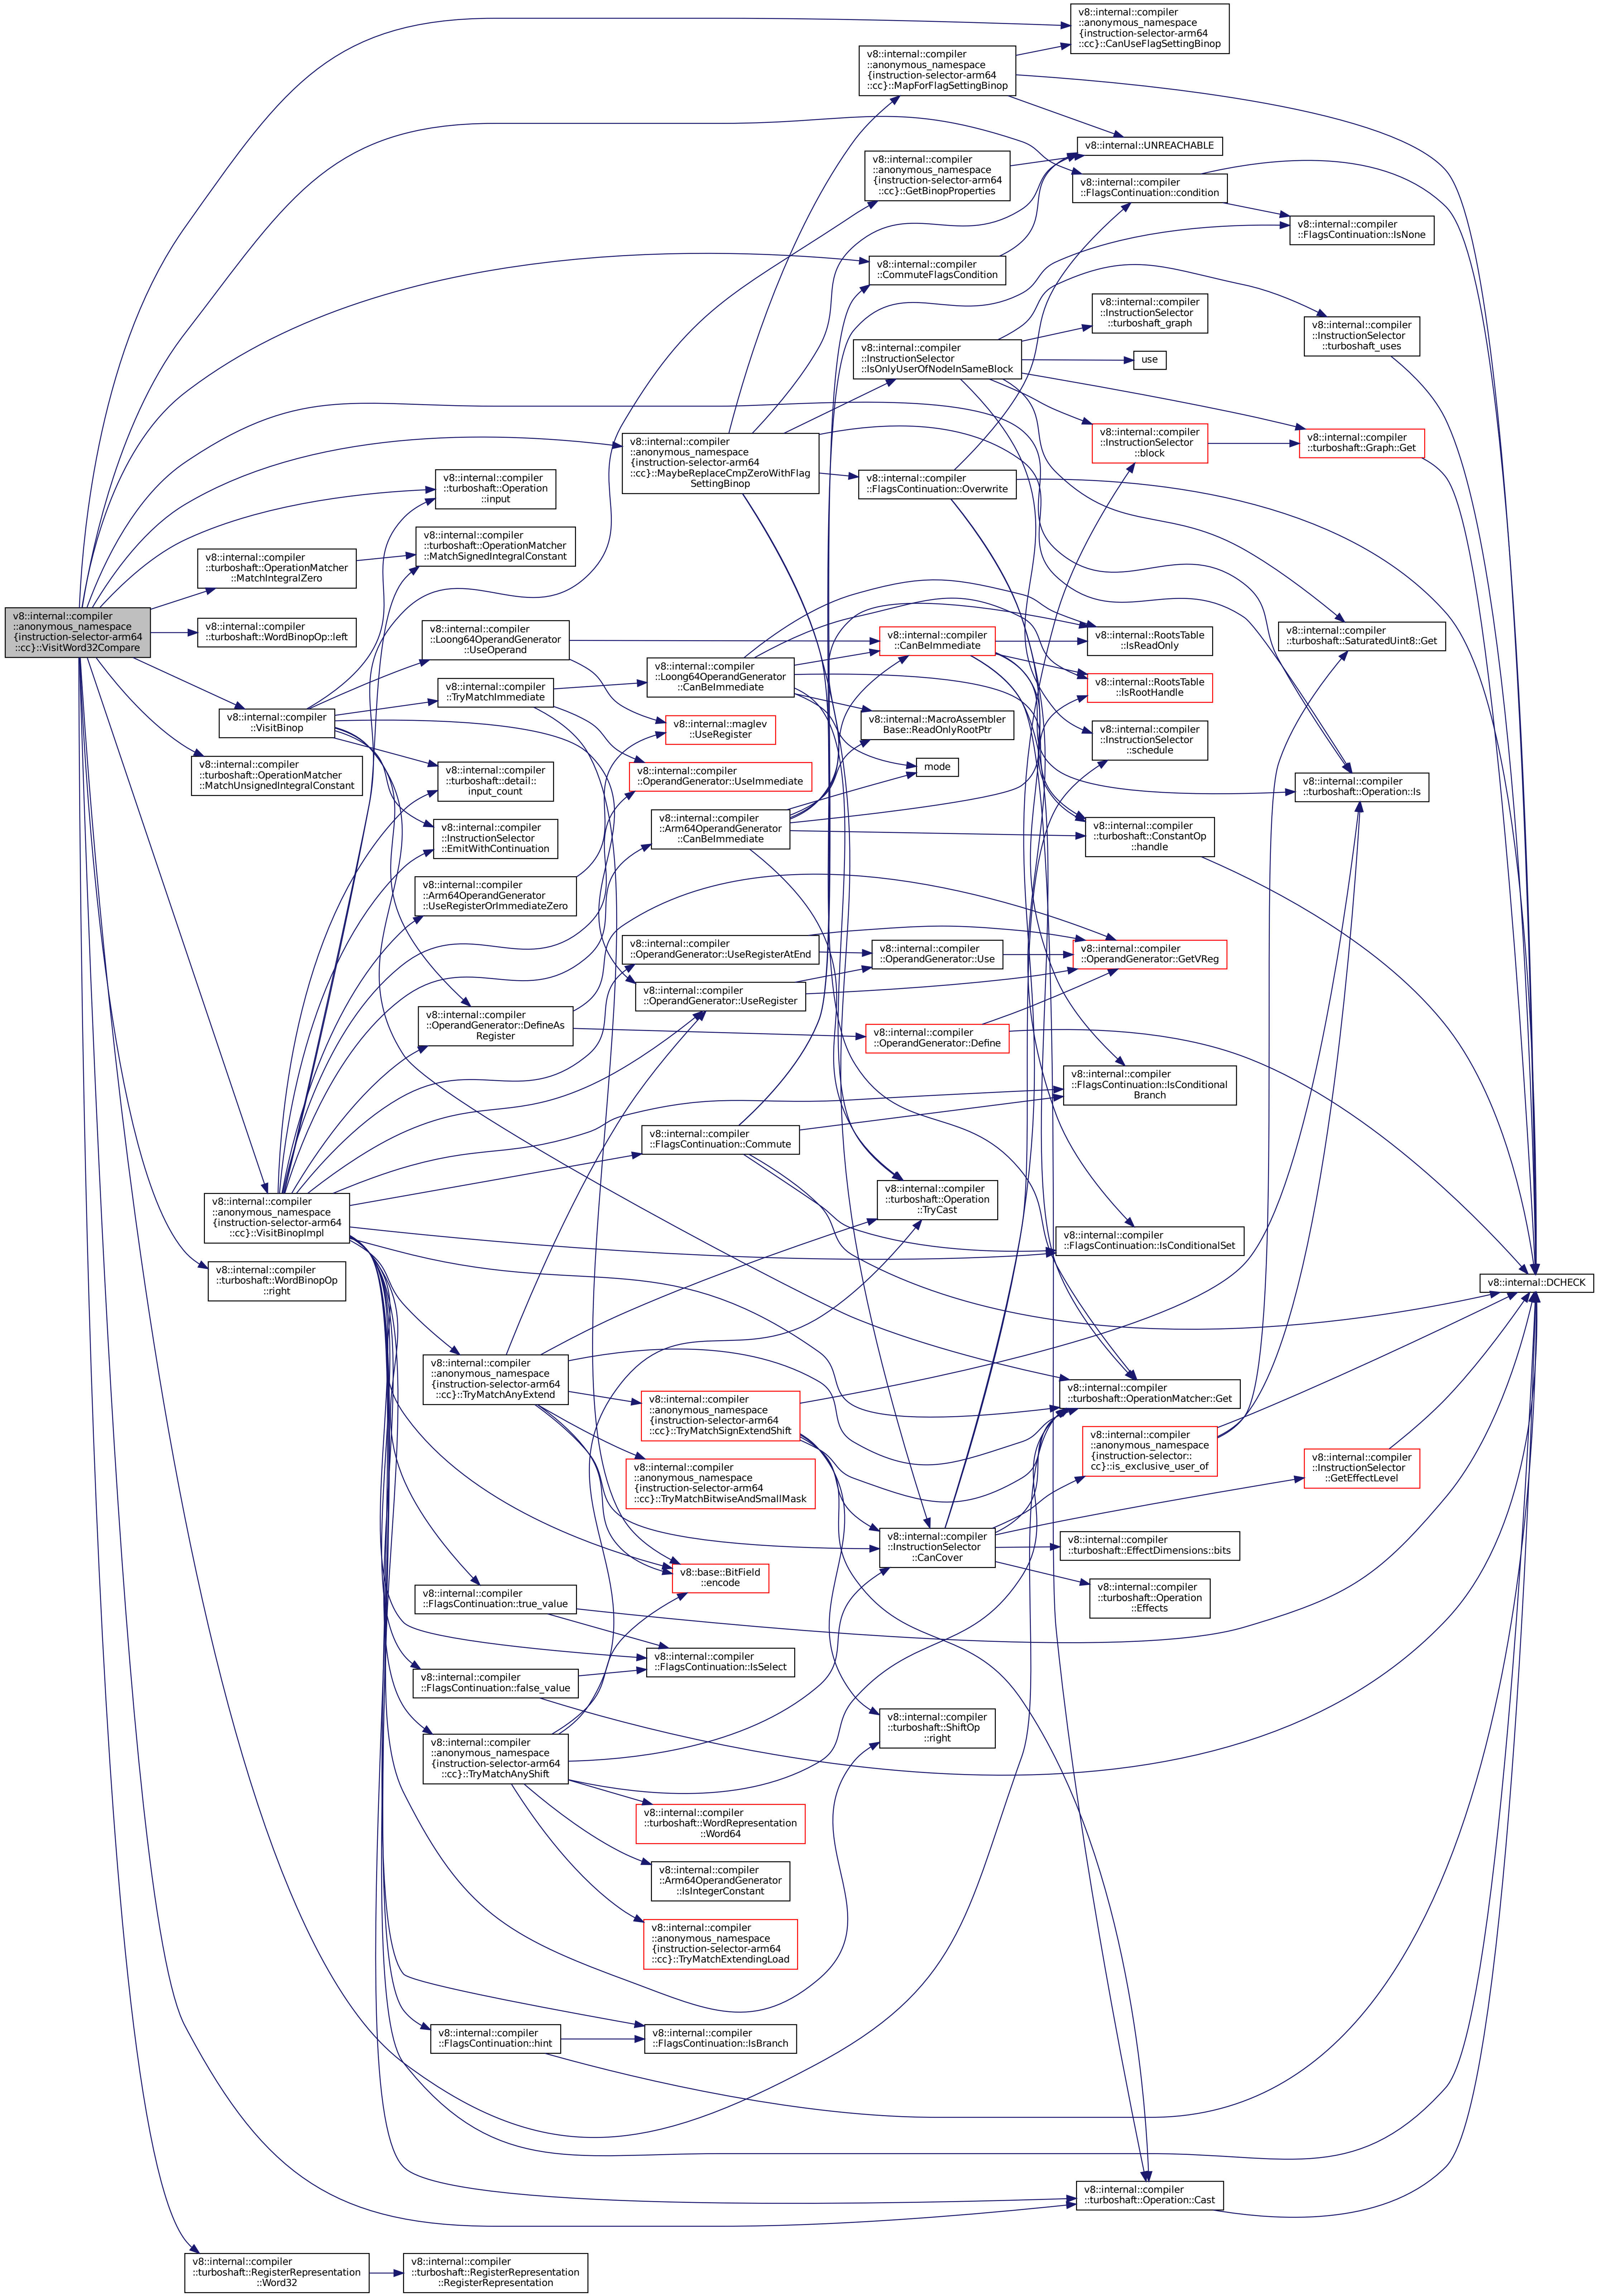 v8::internal::compiler
::anonymous_namespace
{instruction-selector-arm64
::cc}::CanUseFlagSettingBinop
v8::internal::compiler
::anonymous_namespace
{instruction-selector-arm64
::cc}::MapForFlagSettingBinop
v8::internal::UNREACHABLE
v8::internal::compiler
::anonymous_namespace
{instruction-selector-arm64
::cc}::GetBinopProperties
v8::internal::compiler
::FlagsContinuation::condition
v8::internal::compiler
::FlagsContinuation::IsNone
v8::internal::compiler
::CommuteFlagsCondition
v8::internal::compiler
::InstructionSelector
::turboshaft_graph
v8::internal::compiler
::InstructionSelector
::turboshaft_uses
v8::internal::compiler
::InstructionSelector
::IsOnlyUserOfNodeInSameBlock
use
v8::internal::compiler
::InstructionSelector
::block
v8::internal::compiler
::turboshaft::Graph::Get
v8::internal::compiler
::anonymous_namespace
{instruction-selector-arm64
::cc}::MaybeReplaceCmpZeroWithFlag
SettingBinop
v8::internal::compiler
::FlagsContinuation::Overwrite
v8::internal::compiler
::turboshaft::Operation
::input
v8::internal::compiler
::turboshaft::OperationMatcher
::MatchSignedIntegralConstant
v8::internal::compiler
::turboshaft::OperationMatcher
::MatchIntegralZero
v8::internal::compiler
::anonymous_namespace
{instruction-selector-arm64
::cc}::VisitWord32Compare
v8::internal::compiler
::turboshaft::WordBinopOp::left
v8::internal::compiler
::Loong64OperandGenerator
::UseOperand
v8::internal::compiler
::CanBeImmediate
v8::internal::RootsTable
::IsReadOnly
v8::internal::compiler
::turboshaft::SaturatedUint8::Get
v8::internal::compiler
::TryMatchImmediate
v8::internal::compiler
::Loong64OperandGenerator
::CanBeImmediate
v8::internal::RootsTable
::IsRootHandle
v8::internal::compiler
::VisitBinop
v8::internal::maglev
::UseRegister
v8::internal::MacroAssembler
Base::ReadOnlyRootPtr
v8::internal::compiler
::InstructionSelector
::schedule
v8::internal::compiler
::turboshaft::OperationMatcher
::MatchUnsignedIntegralConstant
v8::internal::compiler
::turboshaft::detail::
input_count
v8::internal::compiler
::OperandGenerator::UseImmediate
mode
v8::internal::compiler
::turboshaft::Operation::Is
v8::internal::compiler
::InstructionSelector
::EmitWithContinuation
v8::internal::compiler
::Arm64OperandGenerator
::CanBeImmediate
v8::internal::compiler
::turboshaft::ConstantOp
::handle
v8::internal::compiler
::Arm64OperandGenerator
::UseRegisterOrImmediateZero
v8::internal::compiler
::OperandGenerator::UseRegisterAtEnd
v8::internal::compiler
::OperandGenerator::Use
v8::internal::compiler
::OperandGenerator::GetVReg
v8::internal::compiler
::OperandGenerator::UseRegister
v8::internal::compiler
::OperandGenerator::DefineAs
Register
v8::internal::compiler
::OperandGenerator::Define
v8::internal::compiler
::FlagsContinuation::IsConditional
Branch
v8::internal::compiler
::FlagsContinuation::Commute
v8::internal::compiler
::turboshaft::Operation
::TryCast
v8::internal::compiler
::anonymous_namespace
{instruction-selector-arm64
::cc}::VisitBinopImpl
v8::internal::compiler
::FlagsContinuation::IsConditionalSet
v8::internal::compiler
::turboshaft::WordBinopOp
::right
v8::internal::DCHECK
v8::internal::compiler
::anonymous_namespace
{instruction-selector-arm64
::cc}::TryMatchAnyExtend
v8::internal::compiler
::turboshaft::OperationMatcher::Get
v8::internal::compiler
::anonymous_namespace
{instruction-selector-arm64
::cc}::TryMatchSignExtendShift
v8::internal::compiler
::anonymous_namespace
{instruction-selector::
cc}::is_exclusive_user_of
v8::internal::compiler
::InstructionSelector
::GetEffectLevel
v8::internal::compiler
::anonymous_namespace
{instruction-selector-arm64
::cc}::TryMatchBitwiseAndSmallMask
v8::internal::compiler
::InstructionSelector
::CanCover
v8::internal::compiler
::turboshaft::EffectDimensions::bits
v8::base::BitField
::encode
v8::internal::compiler
::turboshaft::Operation
::Effects
v8::internal::compiler
::FlagsContinuation::true_value
v8::internal::compiler
::FlagsContinuation::IsSelect
v8::internal::compiler
::FlagsContinuation::false_value
v8::internal::compiler
::turboshaft::ShiftOp
::right
v8::internal::compiler
::anonymous_namespace
{instruction-selector-arm64
::cc}::TryMatchAnyShift
v8::internal::compiler
::turboshaft::WordRepresentation
::Word64
v8::internal::compiler
::Arm64OperandGenerator
::IsIntegerConstant
v8::internal::compiler
::anonymous_namespace
{instruction-selector-arm64
::cc}::TryMatchExtendingLoad
v8::internal::compiler
::FlagsContinuation::hint
v8::internal::compiler
::FlagsContinuation::IsBranch
v8::internal::compiler
::turboshaft::Operation::Cast
v8::internal::compiler
::turboshaft::RegisterRepresentation
::Word32
v8::internal::compiler
::turboshaft::RegisterRepresentation
::RegisterRepresentation